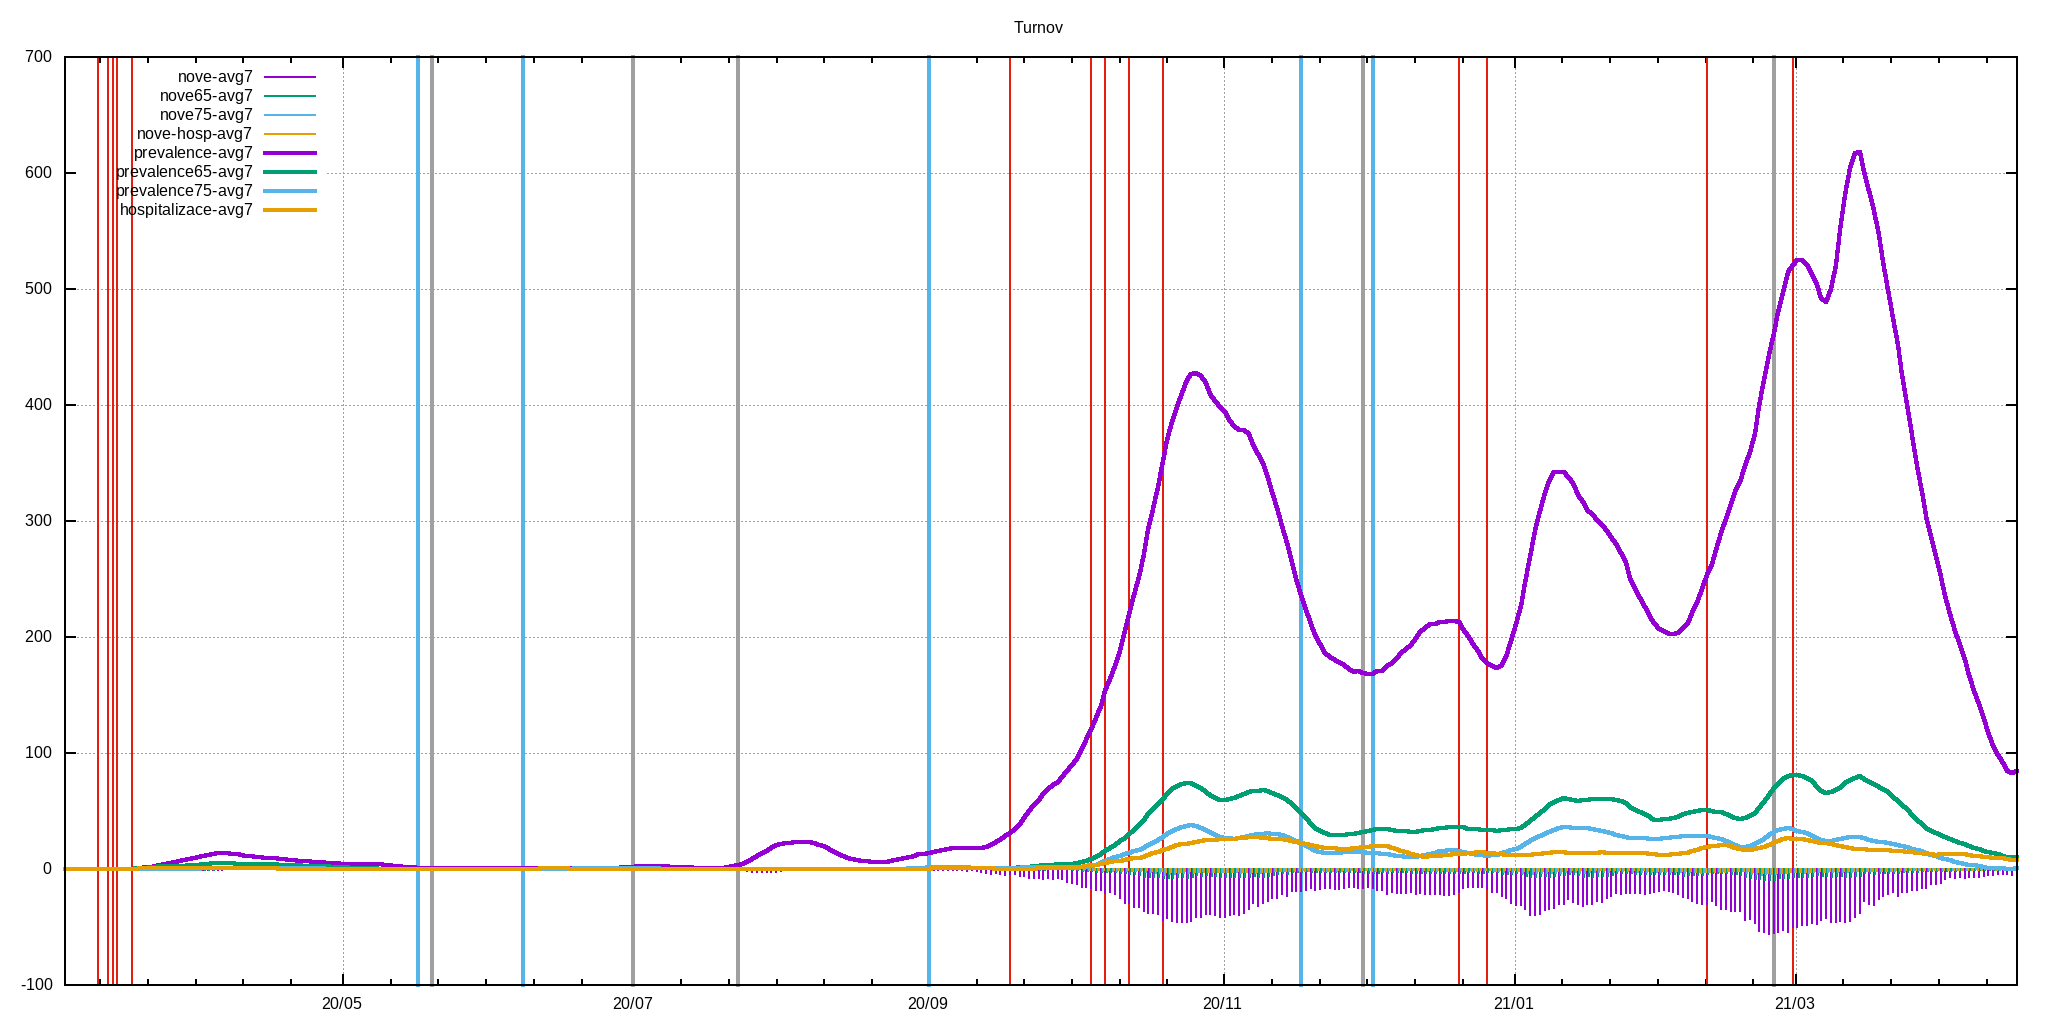 Turnov
700
600
500
400
300
200
100
0
-100
nove-avg7
nove65-avg7
nove75-avg7
nove-hosp-avg7
prevalence-avg7
prevalence65-avg7
prevalence75-avg7
hospitalizace-avg7
20/05
20/07
20/09
20/11
21/01
21/03